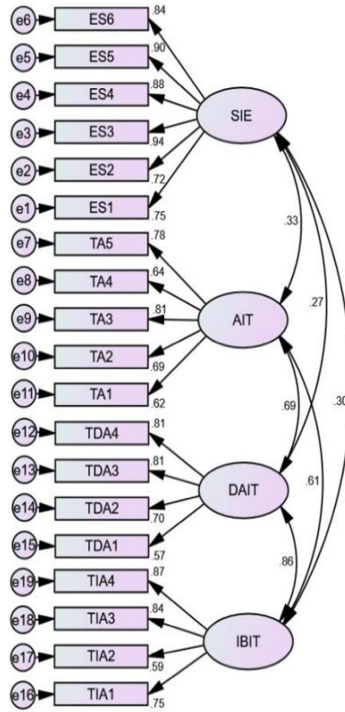 .84
e6 ES6
.90
e5 ES5
.88
e4 ES4 SIE
e3 ES3
.94
e2 ES2
.72
e1 ES1
.75
.78
e7 TA5
.33
.64
e8 TA4
.27
.81
e9 TA3 AIT
e10 TA2
.69
e11 TA1
.62
.30
.69
.81
e12 TDA4
.61
.81
e13 TDA3
DAIT
e14 TDA2
.70
e15 TDA1
.57
.86
.87
e19 TIA4
.84
e18 TIA3
IBIT
e17 TIA2
.59
e16 TIA1
.75